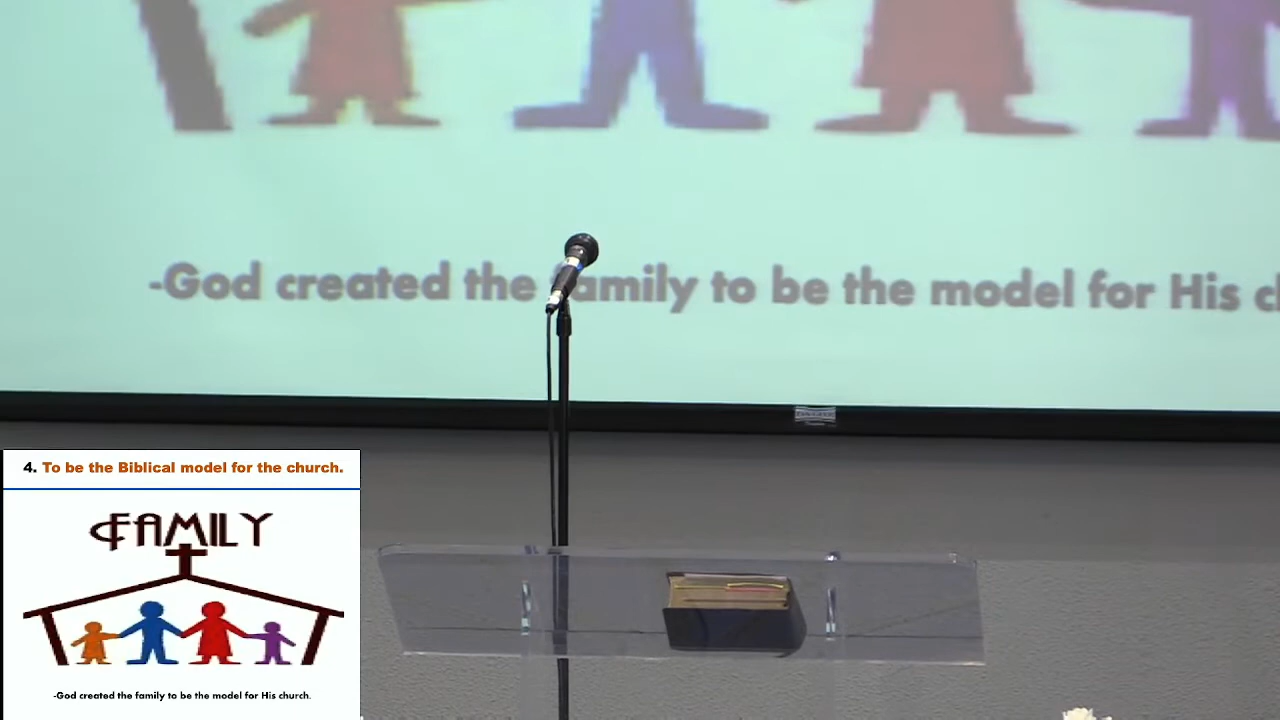 -God created the family to be the model for His
4. To be the Biblical model for the church.
FAMILY
-God created the family to be the model for His church.